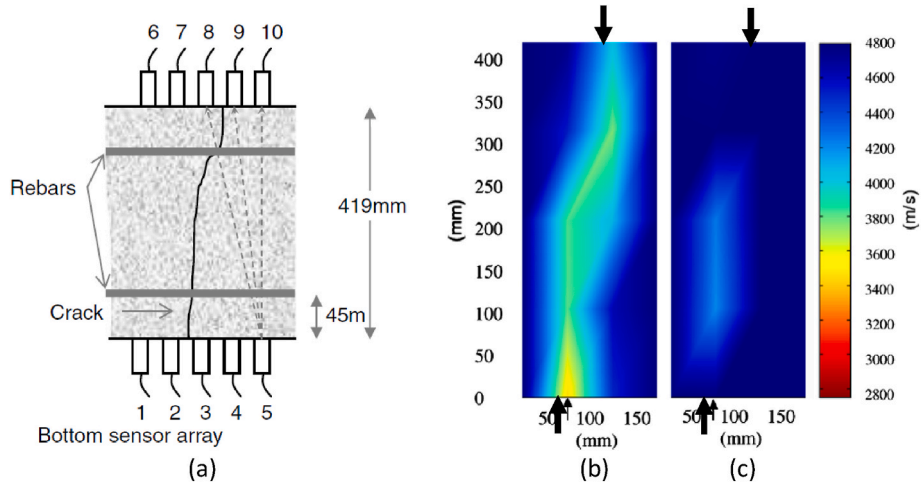 6 7 8 9 10
Rebars
419mm
Crack
45m
1 2 3 4 5
Bottom sensor array
(a)
400
350
300
250
200
150
100
50
0
(mm)
50 100 150
(mm)
(b)
50 100 150
(mm)
(c)
4800
4600
4400
4200
4000
3800
3600
3400
3200
3000
2800
(m/s)